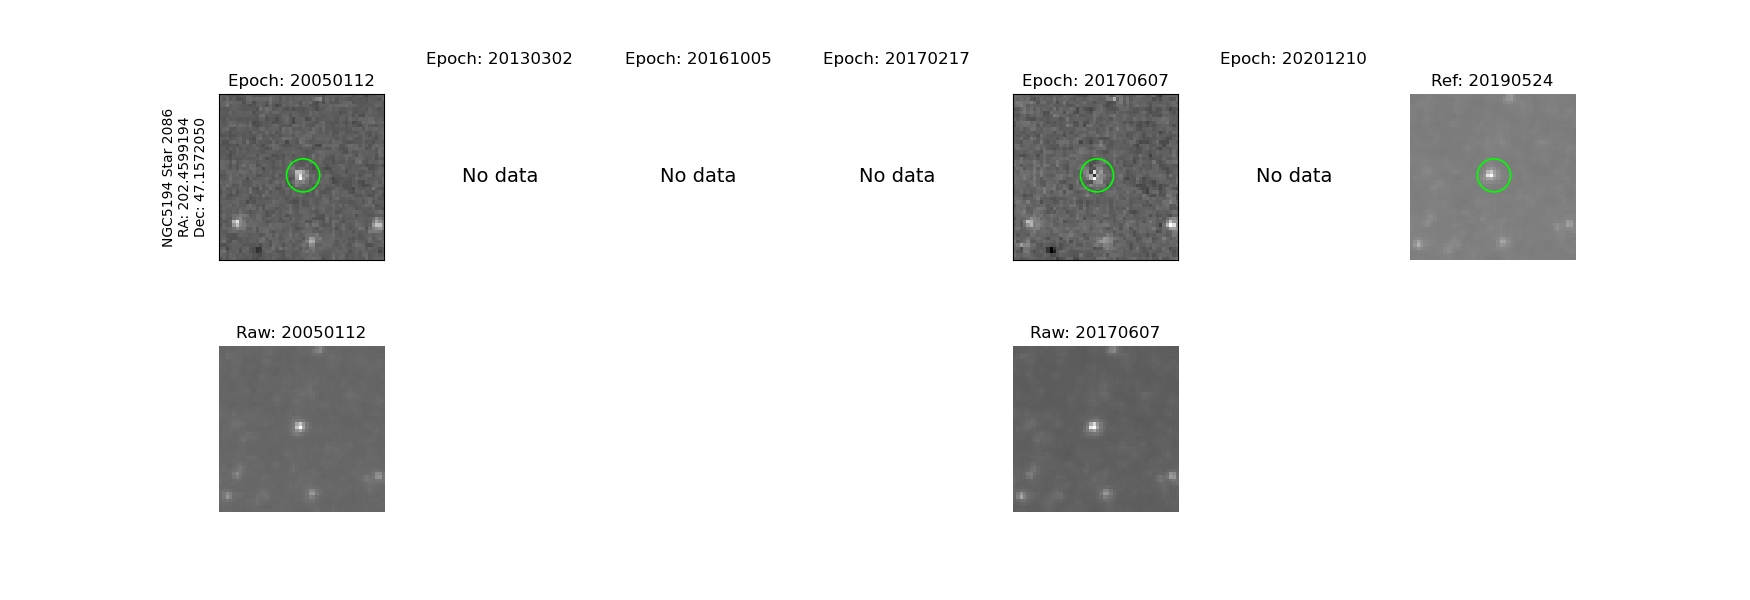 Epoch: 20130302
Epoch: 20161005
Epoch: 20170217
Epoch: 20201210
Epoch: 20050112
Epoch: 20170607
Ref: 20190524
NGC5194 Star 2086
RA: 202.4599194
Dec: 47.1572050
No data
No data
No data
No data
Raw: 20050112
Raw: 20170607